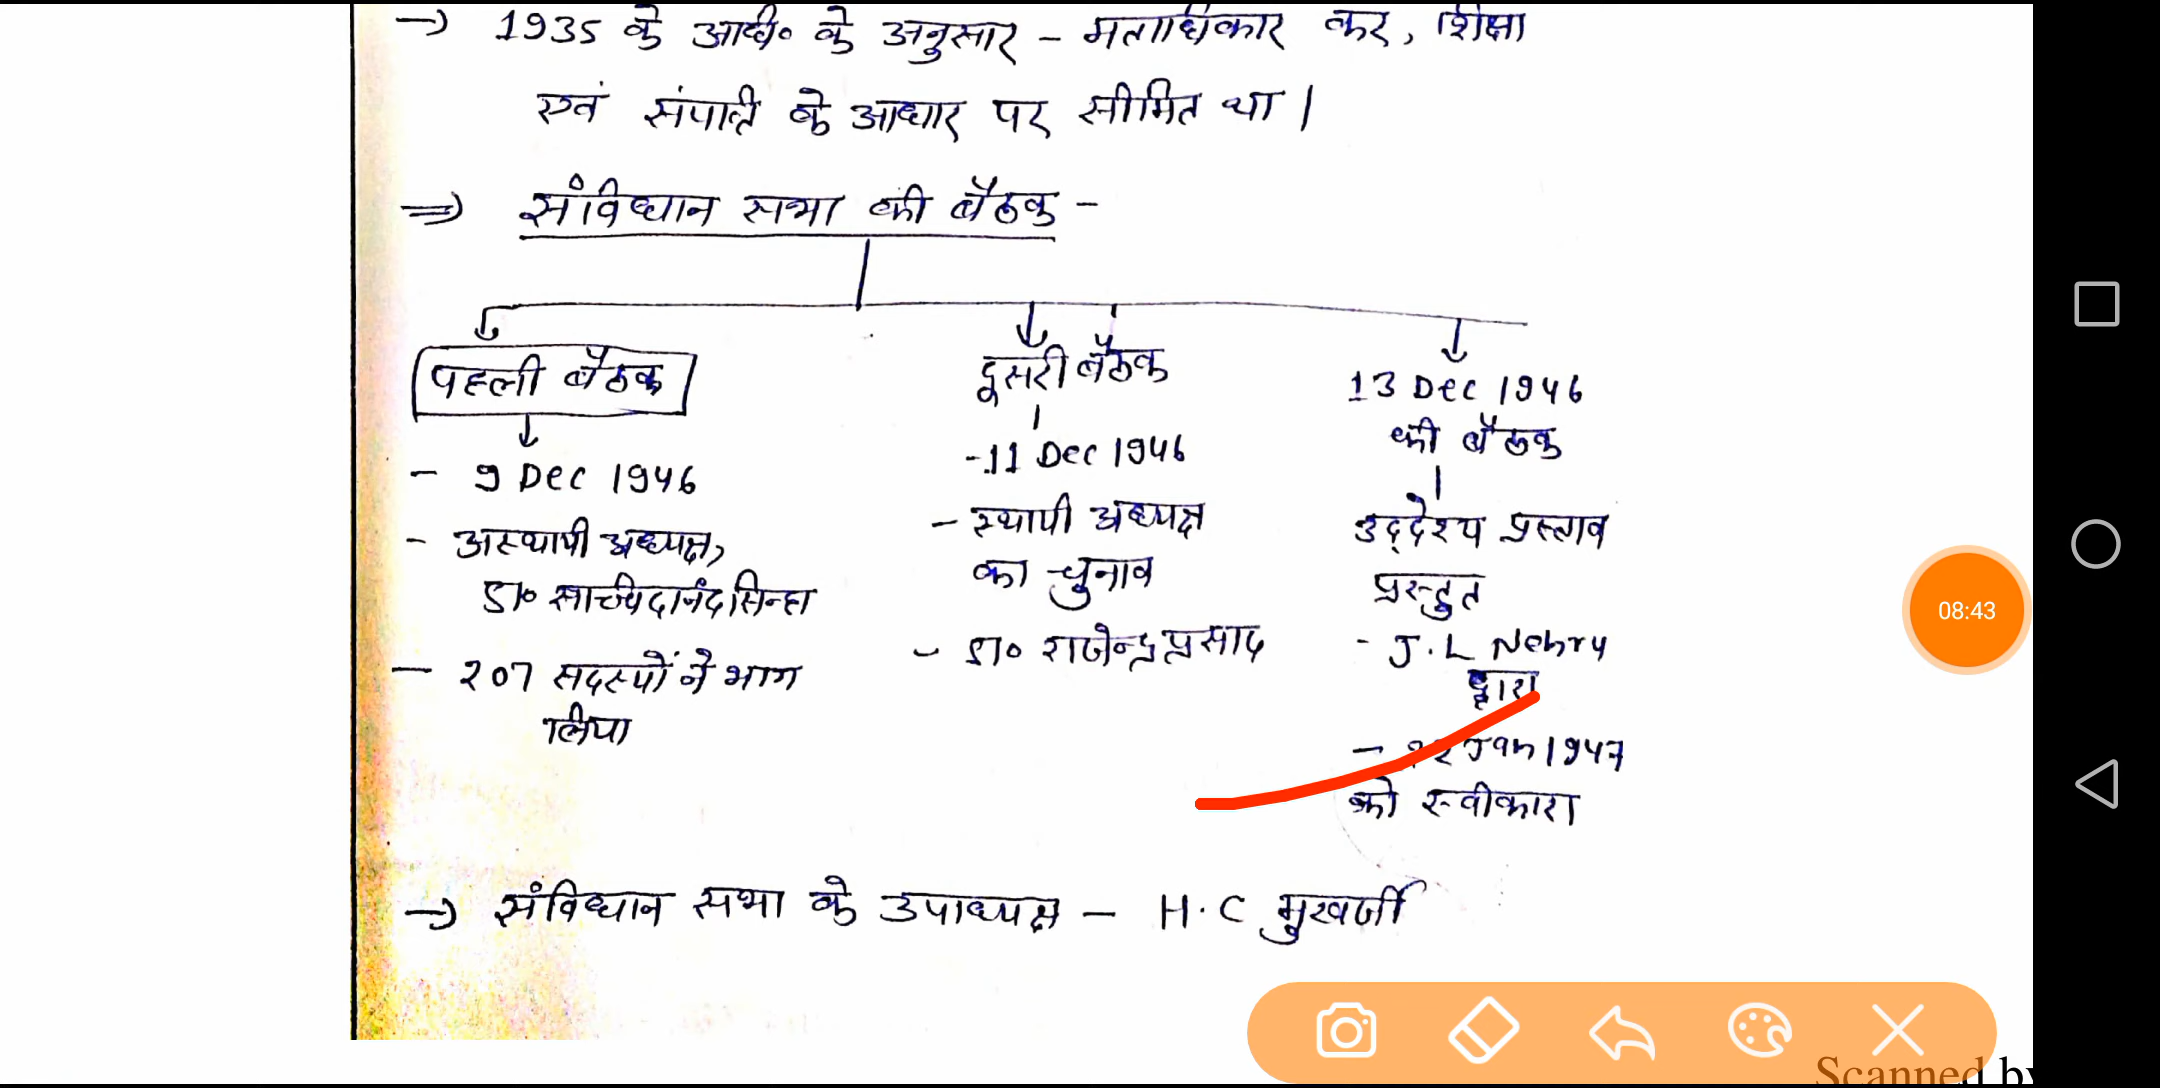 → 1935 के अधि० के अनुसार - मताधिकार कर, शिक्षा
एवं संपत्ति के आधार पर सीमित था |
⇒ संविधान सभा की बैठक -
पहली बैठक
- 9 Dec 1946
- अस्थायी अध्यक्ष,
डा० सच्चिदानंद सिन्हा
- 207 सदस्यों ने भाग
लिया
दूसरी बैठक
- 11 Dec 1946
- स्थायी अध्यक्ष
का चुनाव
- डा० राजेन्द्र प्रसाद
13 Dec 1946
की बैठक
उद्देश्य प्रस्ताव
प्रस्तुत
- J.L Nehru
द्वारा
- 22 Jan 1947
को स्वीकारा
→ संविधान सभा के उपाध्यक्ष - H.C मुखर्जी
08:43
Scanned by